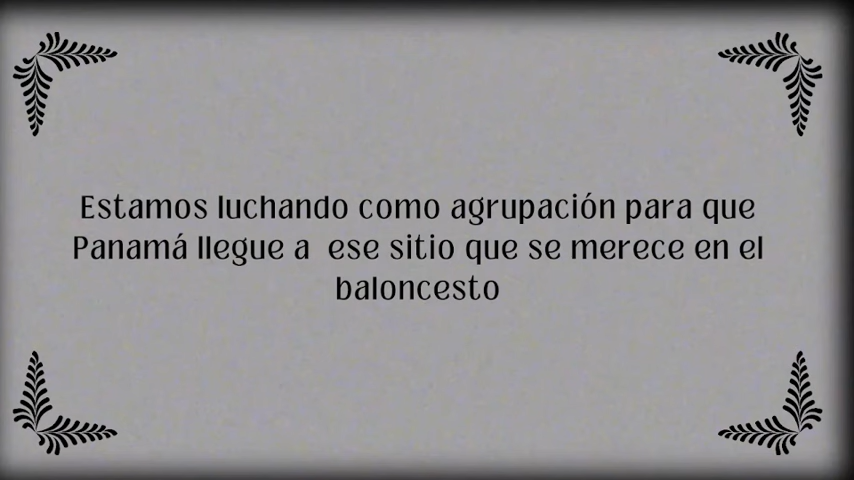 Estamos luchando como agrupación para que
Panamá llegue a  ese sitio que se merece en el
baloncesto